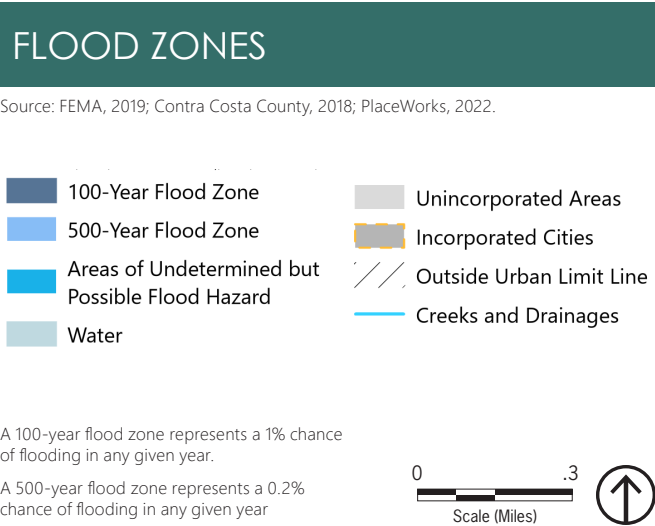 FLOOD ZONES
Source: FEMA, 2019; Contra Costa County, 2018; PlaceWorks, 2022.
100-Year Flood Zone
500-Year Flood Zone
Areas of Undetermined but
Possible Flood Hazard
Water
Unincorporated Areas
Incorporated Cities
Outside Urban Limit Line
Creeks and Drainages
A 100-year flood zone represents a 1% chance
of flooding in any given year.
A 500-year flood zone represents a 0.2%
chance of flooding in any given year
0 .3
Scale (Miles)